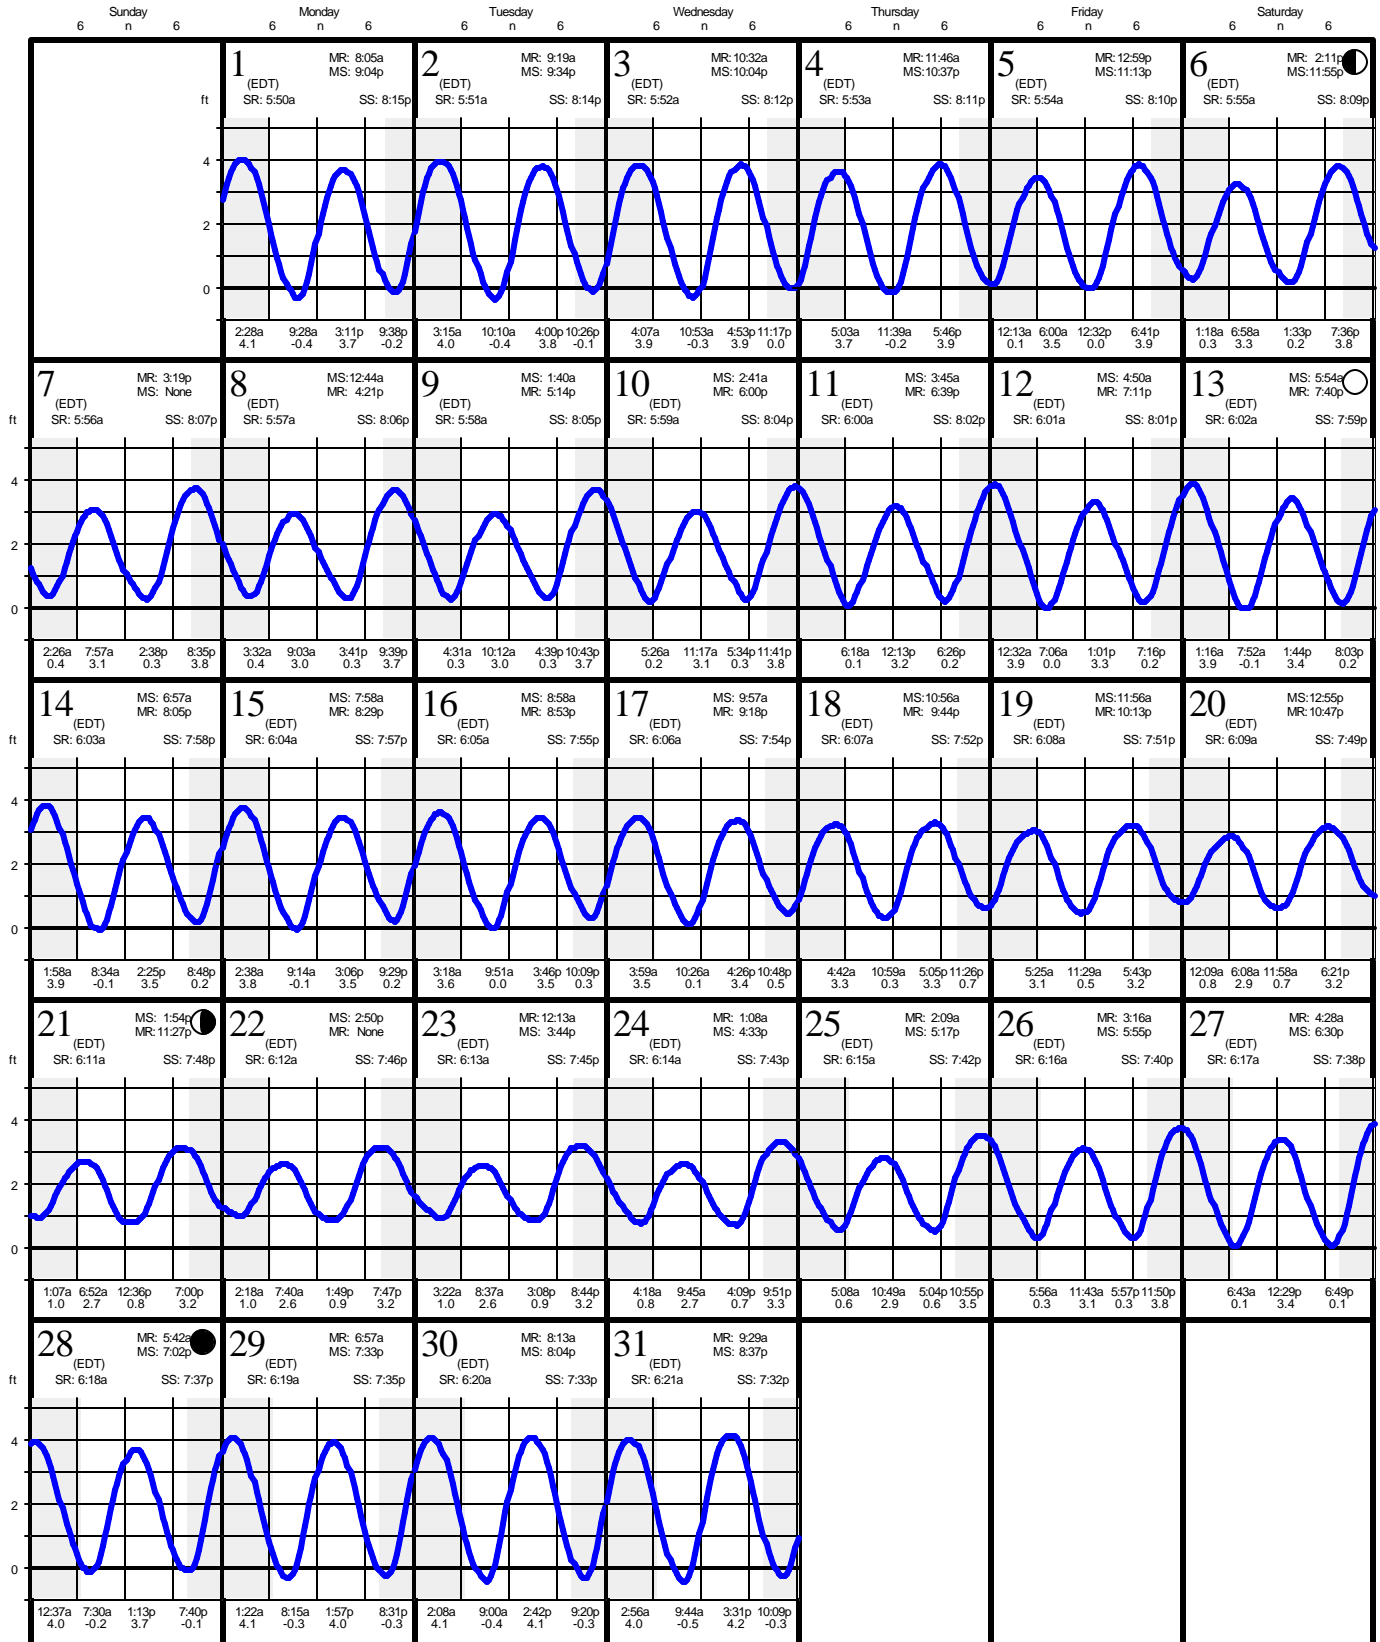 Sunday Monday Tuesday Wednesday Thursday Friday Saturday
6 n 6 6 n 6 6 n 6 6 n 6 6 n 6 6 n 6 6 n 6
1
MR: 8:05a
MS: 9:04p
(EDT)
SR: 5:50a SS: 8:15p
2
MR: 9:19a
MS: 9:34p
(EDT)
SR: 5:51a SS: 8:14p
3
MR:10:32a
MS:10:04p
(EDT)
SR: 5:52a SS: 8:12p
4
MR:11:46a
MS:10:37p
(EDT)
SR: 5:53a SS: 8:11p
5
MR:12:59p
MS:11:13p
(EDT)
SR: 5:54a SS: 8:10p
6
MR: 2:11p
MS:11:55p
(EDT)
SR: 5:55a SS: 8:09p
ft
4
2
0
2:28a 9:28a 3:11p 9:38p
4.1 -0.4 3.7 -0.2
3:15a 10:10a 4:00p 10:26p
4.0 -0.4 3.8 -0.1
4:07a 10:53a 4:53p 11:17p
3.9 -0.3 3.9 0.0
5:03a 11:39a 5:46p
3.7 -0.2 3.9
12:13a 6:00a 12:32p 6:41p
0.1 3.5 0.0 3.9
1:18a 6:58a 1:33p 7:36p
0.3 3.3 0.2 3.8
7
MR: 3:19p
MS: None
(EDT)
SR: 5:56a SS: 8:07p
8
MS:12:44a
MR: 4:21p
(EDT)
SR: 5:57a SS: 8:06p
9
MS: 1:40a
MR: 5:14p
(EDT)
SR: 5:58a SS: 8:05p
10
MS: 2:41a
MR: 6:00p
(EDT)
SR: 5:59a SS: 8:04p
11
MS: 3:45a
MR: 6:39p
(EDT)
SR: 6:00a SS: 8:02p
12
MS: 4:50a
MR: 7:11p
(EDT)
SR: 6:01a SS: 8:01p
13
MS: 5:54a
MR: 7:40p
(EDT)
SR: 6:02a SS: 7:59p
ft
4
2
0
2:26a 7:57a 2:38p 8:35p
0.4 3.1 0.3 3.8
3:32a 9:03a 3:41p 9:39p
0.4 3.0 0.3 3.7
4:31a 10:12a 4:39p 10:43p
0.3 3.0 0.3 3.7
5:26a 11:17a 5:34p 11:41p
0.2 3.1 0.3 3.8
6:18a 12:13p 6:26p
0.1 3.2 0.2
12:32a 7:06a 1:01p 7:16p
3.9 0.0 3.3 0.2
1:16a 7:52a 1:44p 8:03p
3.9 -0.1 3.4 0.2
14
MS: 6:57a
MR: 8:05p
(EDT)
SR: 6:03a SS: 7:58p
15
MS: 7:58a
MR: 8:29p
(EDT)
SR: 6:04a SS: 7:57p
16
MS: 8:58a
MR: 8:53p
(EDT)
SR: 6:05a SS: 7:55p
17
MS: 9:57a
MR: 9:18p
(EDT)
SR: 6:06a SS: 7:54p
18
MS:10:56a
MR: 9:44p
(EDT)
SR: 6:07a SS: 7:52p
19
MS:11:56a
MR:10:13p
(EDT)
SR: 6:08a SS: 7:51p
20
MS:12:55p
MR:10:47p
(EDT)
SR: 6:09a SS: 7:49p
ft
4
2
0
1:58a 8:34a 2:25p 8:48p
3.9 -0.1 3.5 0.2
2:38a 9:14a 3:06p 9:29p
3.8 -0.1 3.5 0.2
3:18a 9:51a 3:46p 10:09p
3.6 0.0 3.5 0.3
3:59a 10:26a 4:26p 10:48p
3.5 0.1 3.4 0.5
4:42a 10:59a 5:05p 11:26p
3.3 0.3 3.3 0.7
5:25a 11:29a 5:43p
3.1 0.5 3.2
12:09a 6:08a 11:58a 6:21p
0.8 2.9 0.7 3.2
21
MS: 1:54p
MR:11:27p
(EDT)
SR: 6:11a SS: 7:48p
22
MS: 2:50p
MR: None
(EDT)
SR: 6:12a SS: 7:46p
23
MR:12:13a
MS: 3:44p
(EDT)
SR: 6:13a SS: 7:45p
24
MR: 1:08a
MS: 4:33p
(EDT)
SR: 6:14a SS: 7:43p
25
MR: 2:09a
MS: 5:17p
(EDT)
SR: 6:15a SS: 7:42p
26
MR: 3:16a
MS: 5:55p
(EDT)
SR: 6:16a SS: 7:40p
27
MR: 4:28a
MS: 6:30p
(EDT)
SR: 6:17a SS: 7:38p
ft
4
2
0
1:07a 6:52a 12:36p 7:00p
1.0 2.7 0.8 3.2
2:18a 7:40a 1:49p 7:47p
1.0 2.6 0.9 3.2
3:22a 8:37a 3:08p 8:44p
1.0 2.6 0.9 3.2
4:18a 9:45a 4:09p 9:51p
0.8 2.7 0.7 3.3
5:08a 10:49a 5:04p 10:55p
0.6 2.9 0.6 3.5
5:56a 11:43a 5:57p 11:50p
0.3 3.1 0.3 3.8
6:43a 12:29p 6:49p
0.1 3.4 0.1
28
MR: 5:42a
MS: 7:02p
(EDT)
SR: 6:18a SS: 7:37p
29
MR: 6:57a
MS: 7:33p
(EDT)
SR: 6:19a SS: 7:35p
30
MR: 8:13a
MS: 8:04p
(EDT)
SR: 6:20a SS: 7:33p
31
MR: 9:29a
MS: 8:37p
(EDT)
SR: 6:21a SS: 7:32p
ft
4
2
0
12:37a 7:30a 1:13p 7:40p
4.0 -0.2 3.7 -0.1
1:22a 8:15a 1:57p 8:31p
4.1 -0.3 4.0 -0.3
2:08a 9:00a 2:42p 9:20p
4.1 -0.4 4.1 -0.3
2:56a 9:44a 3:31p 10:09p
4.0 -0.5 4.2 -0.3